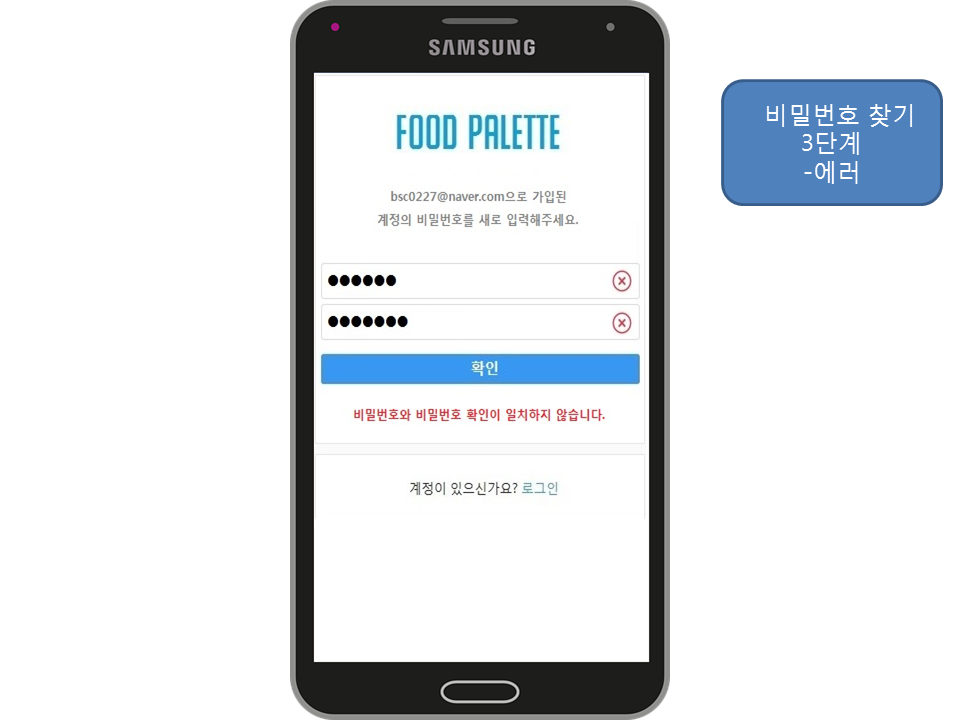 SAMSUNG
FOOD PALETTE
bsc0227@naver.com으로 가입된
계정의 비밀번호를 새로 입력해주세요.
●●●●●●
●●●●●●●
확인
비밀번호와 비밀번호 확인이 일치하지 않습니다.
계정이 있으신가요? 로그인
비밀번호 찾기
3단계
-에러